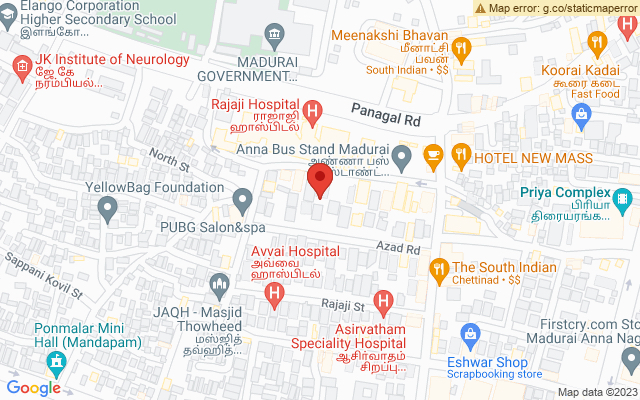 Elango Corporation
Higher Secondary School
இளங்கோ...
Map error: g.co/staticmaperror
Meenakshi Bhavan
மீனாட்சி
பவன்
South Indian • $$
MADURAI
GOVERNMENT...
JK Institute of Neurology
ஜே கே
நரம்பியல்...
Koorai Kadai
கூரை கடை
Fast Food
Rajaji Hospital
ராஜாஜி
ஹாஸ்பிடல்
Panagal Rd
Anna Bus Stand Madurai
அண்ணா பஸ்
ஸ்டாண்ட்...
HOTEL NEW MASS
North St
YellowBag Foundation
Priya Complex
பிரியா
திரையரங்க...
PUBG Salon&spa
Azad Rd
Avvai Hospital
அவ்வை
ஹாஸ்பிடல்
Sappani Kovil St
The South Indian
Chettinad • $$
JAQH - Masjid
Thowheed
மஸ்ஜித்
தவ்ஹித்...
Rajaji St
Asirvatham
Speciality Hospital
ஆசிர்வாதம்
சிறப்பு...
Firstcry.com Sto
Madurai Anna Nag
Ponmalar Mini
Hall (Mandapam)
Eshwar Shop
Scrapbooking store
Google
Map data ©2023